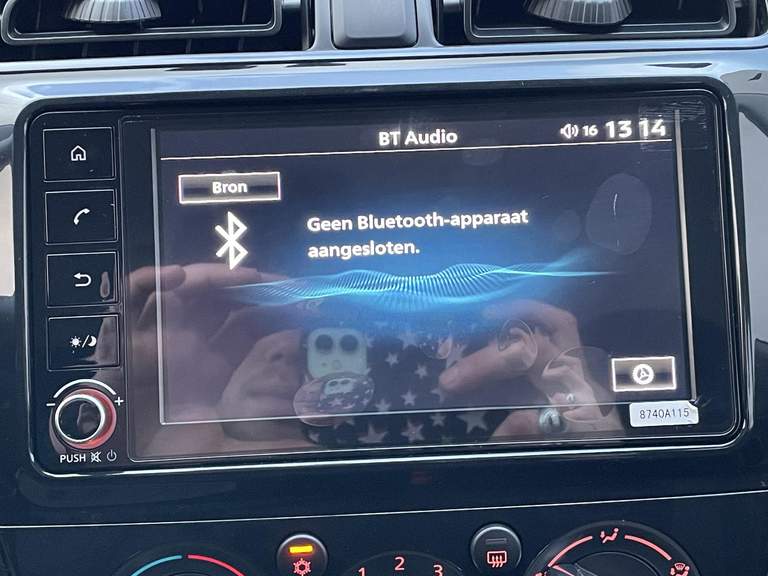 BT Audio
16
13 14
Bron
Geen Bluetooth-apparaat
aangesloten.
8740A115
PUSH
1 2 3